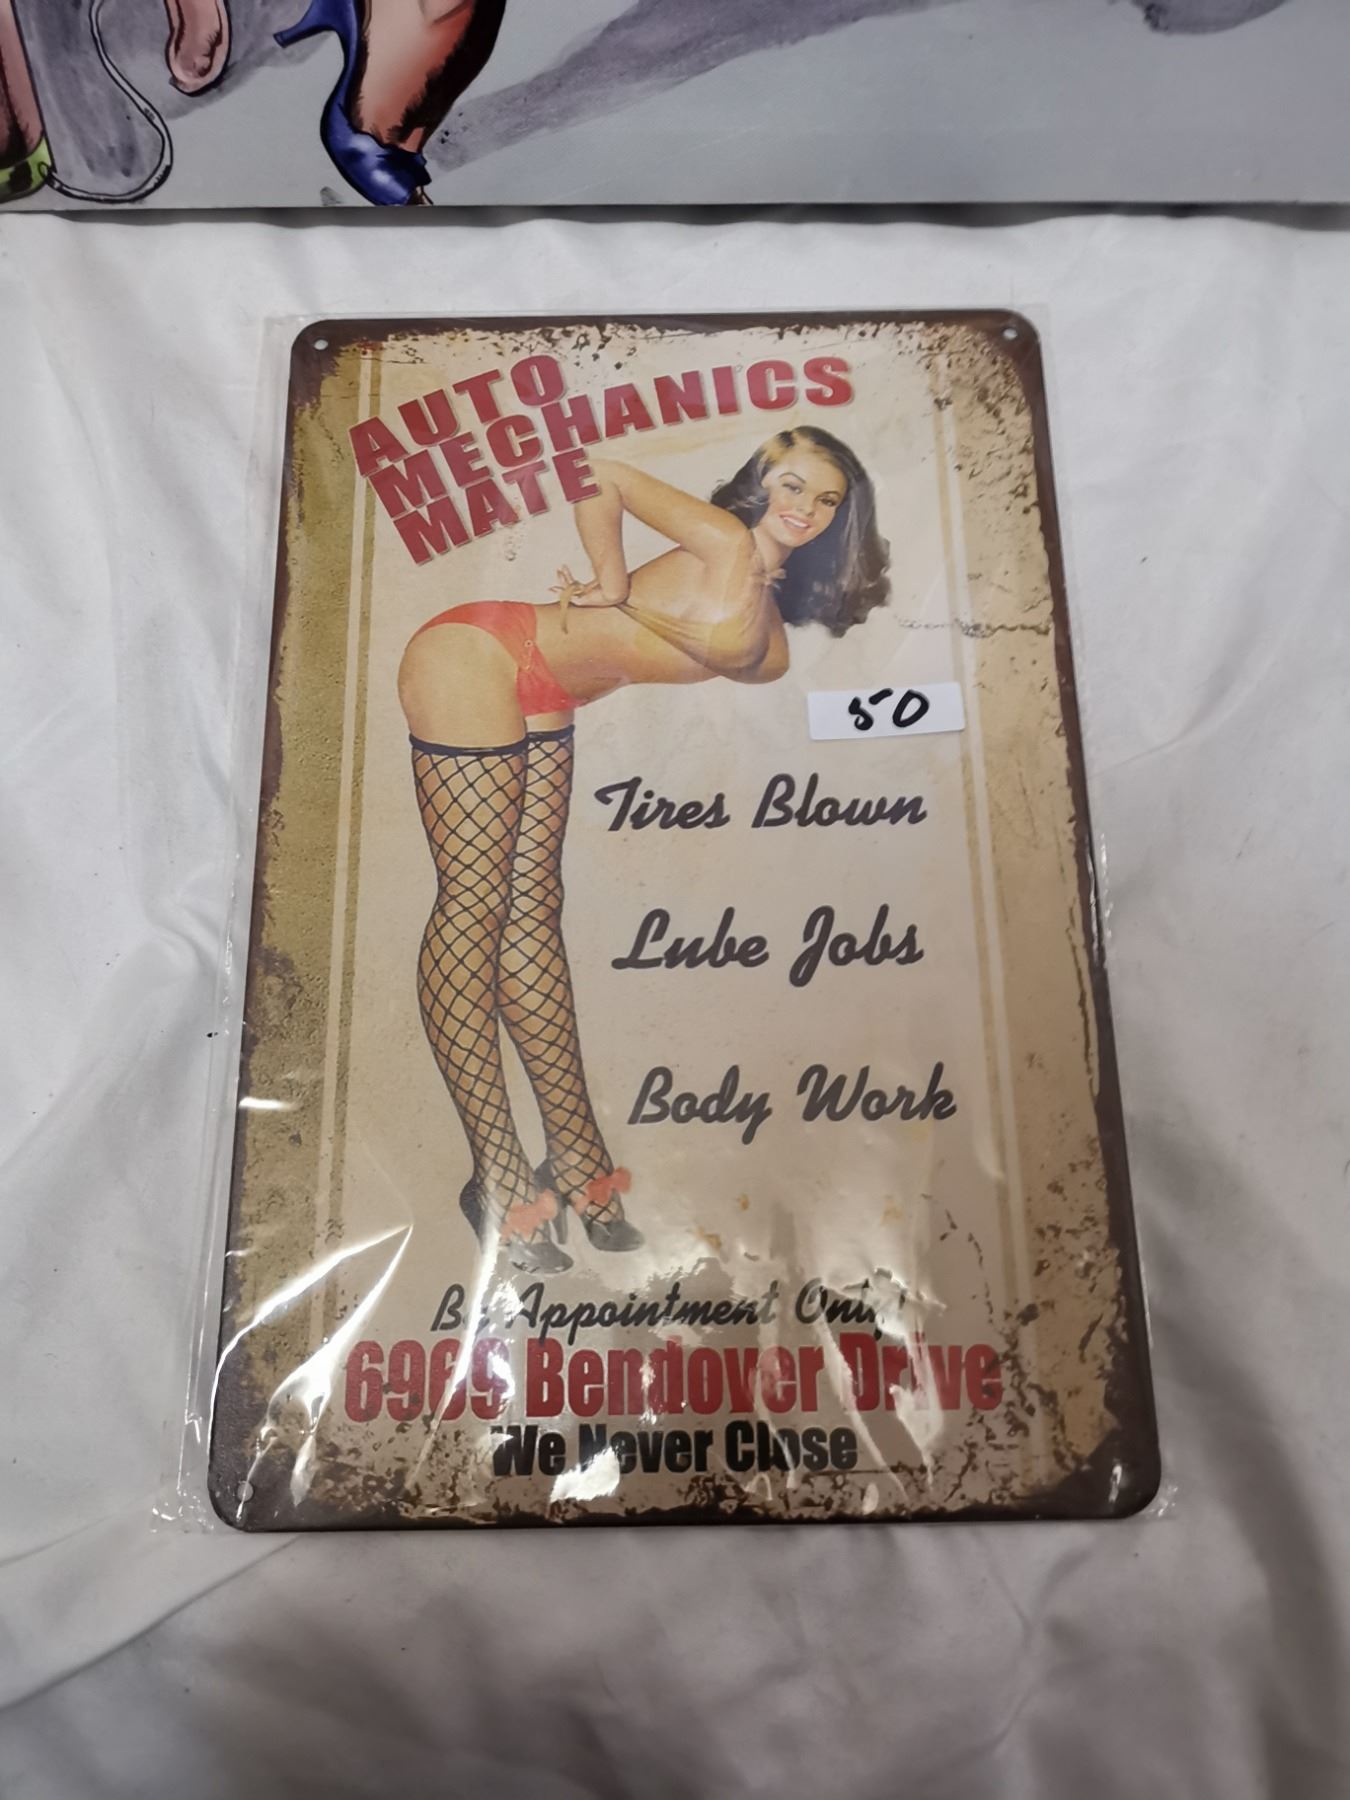 AUTO
MECHANICS
MATE
50
Tires Blown
Lube Jobs
Body Work
By Appointment Only!
6969 Bendover Drive
We Never Close